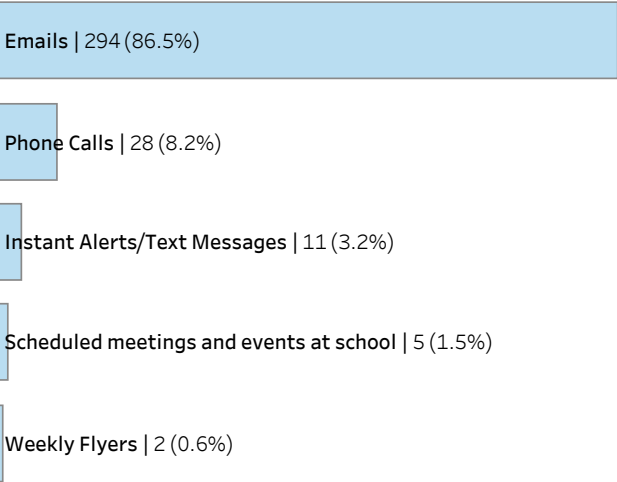 Emails | 294 (86.5%)
Phone Calls | 28 (8.2%)
Instant Alerts/Text Messages | 11 (3.2%)
Scheduled meetings and events at school | 5 (1.5%)
Weekly Flyers | 2 (0.6%)